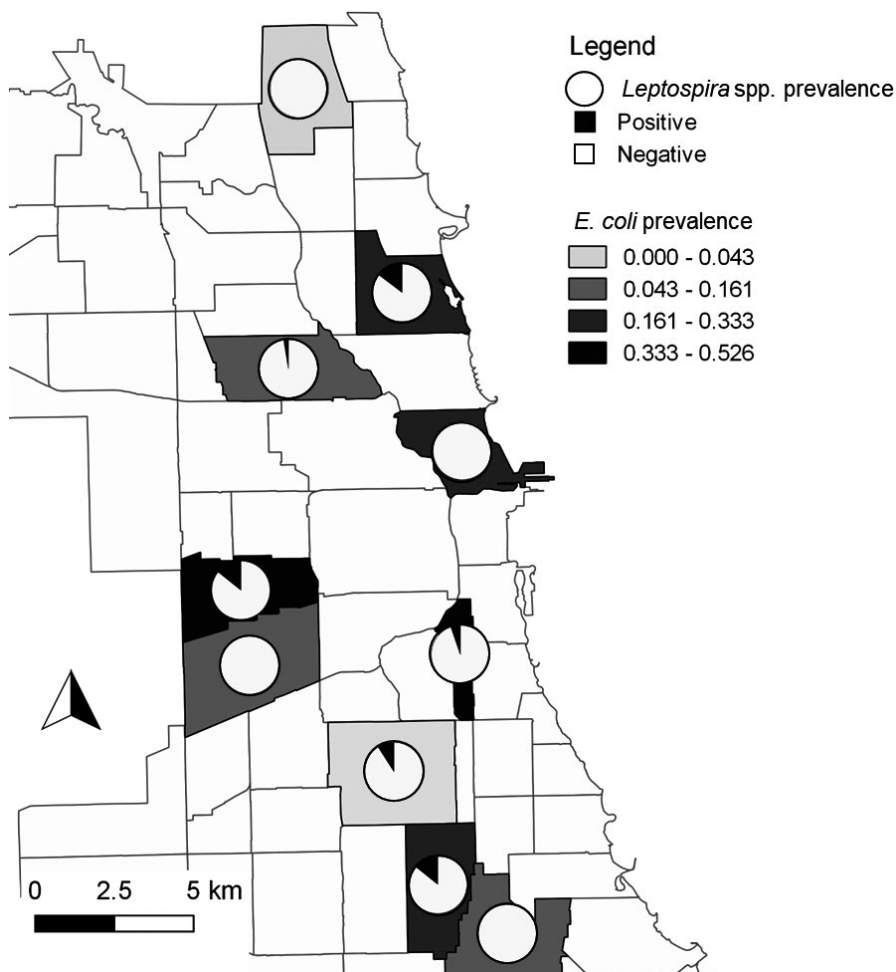 Legend
Leptospira spp. prevalence
Positive
Negative
E. coli prevalence
0.000 - 0.043
0.043 - 0.161
0.161 - 0.333
0.333 - 0.526
0 2.5 5 km